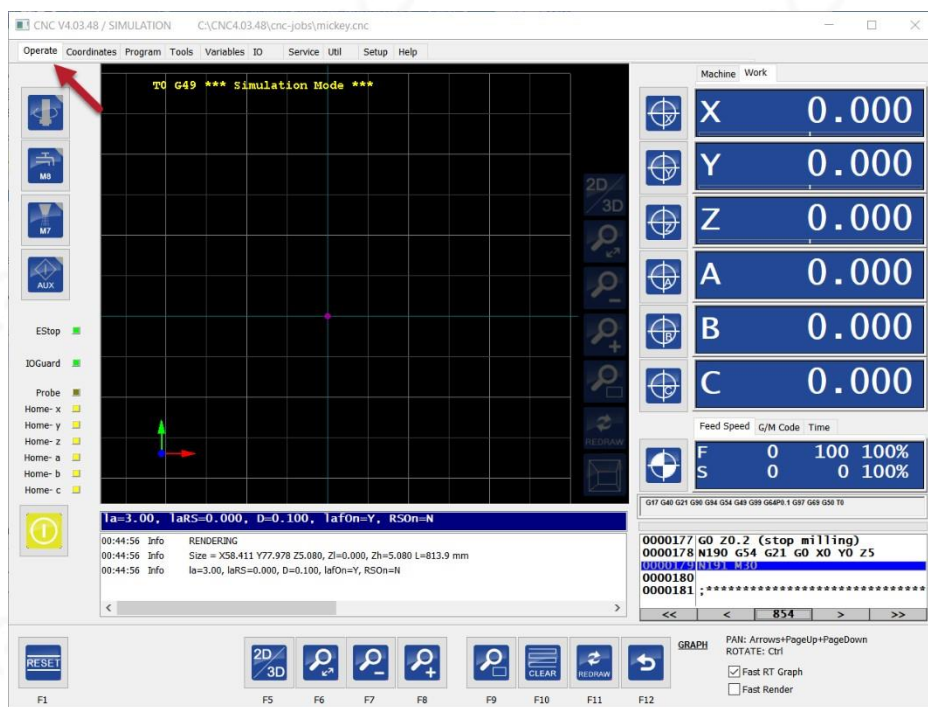 CNC V4.03.48 / SIMULATION C:\CNC4.03.48\cnc-jobs\mickey.cnc
Operate Coordinates Program Tools Variables IO Service Util Setup Help
T0 G49 *** Simulation Mode ***
Machine Work
X 0.000
Y 0.000
Z 0.000
A 0.000
B 0.000
C 0.000
M8
M7
AUX
2D/3D
REDRAW
EStop
IOGuard
Probe
Home- x
Home- y
Home- z
Home- a
Home- b
Home- c
Feed Speed G/M Code Time
F 0 100 100%
S 0 0 100%
G17 G40 G21 G90 G94 G54 G49 G99 G64P0.1 G97 G69 G50 T0
la=3.00, laRS=0.000, D=0.100, lafOn=Y, RSOn=N
00:44:56 Info RENDERING
00:44:56 Info Size = X58.411 Y77.978 Z5.080, Zl=0.000, Zh=5.080 L=813.9 mm
00:44:56 Info la=3.00, laRS=0.000, D=0.100, lafOn=Y, RSOn=N
0000177 G0 Z0.2 (stop milling)
0000178 N190 G54 G21 G0 X0 Y0 Z5
0000179 N191 M30
0000180
0000181 ;******************************
<< < 854 > >>
RESET
2D/3D
CLEAR
REDRAW
F1 F5 F6 F7 F8 F9 F10 F11 F12
GRAPH
PAN: Arrows+PageUp+PageDown
ROTATE: Ctrl
Fast RT Graph
Fast Render